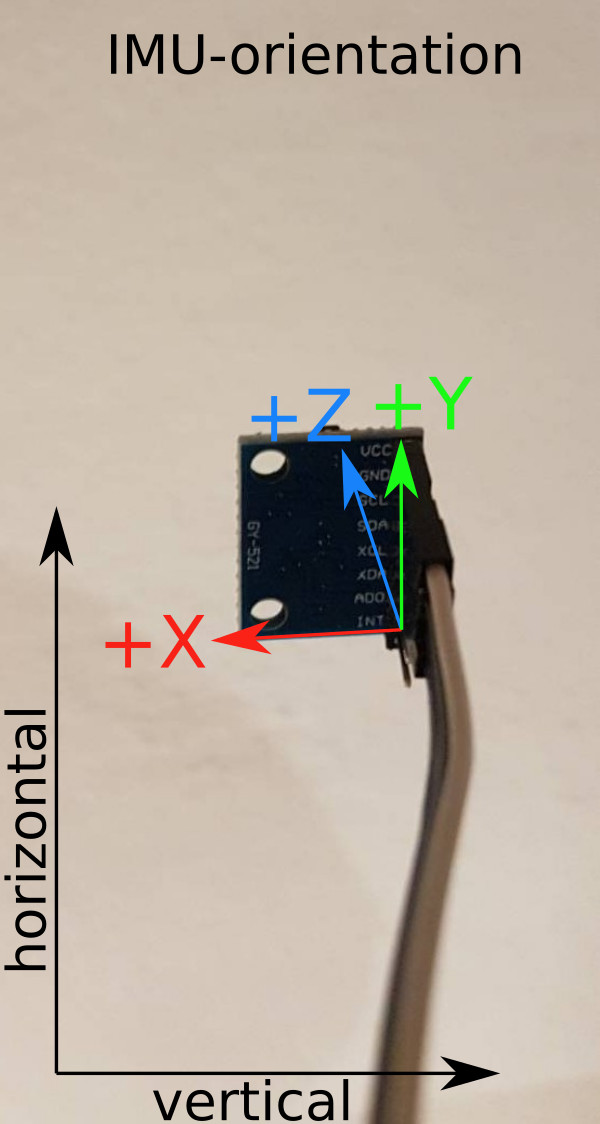 IMU-orientation
+Z +Y
VCC
GND
SCL
SDA
XCL
XDA
ADO
INT
GY-521
+X
horizontal
vertical